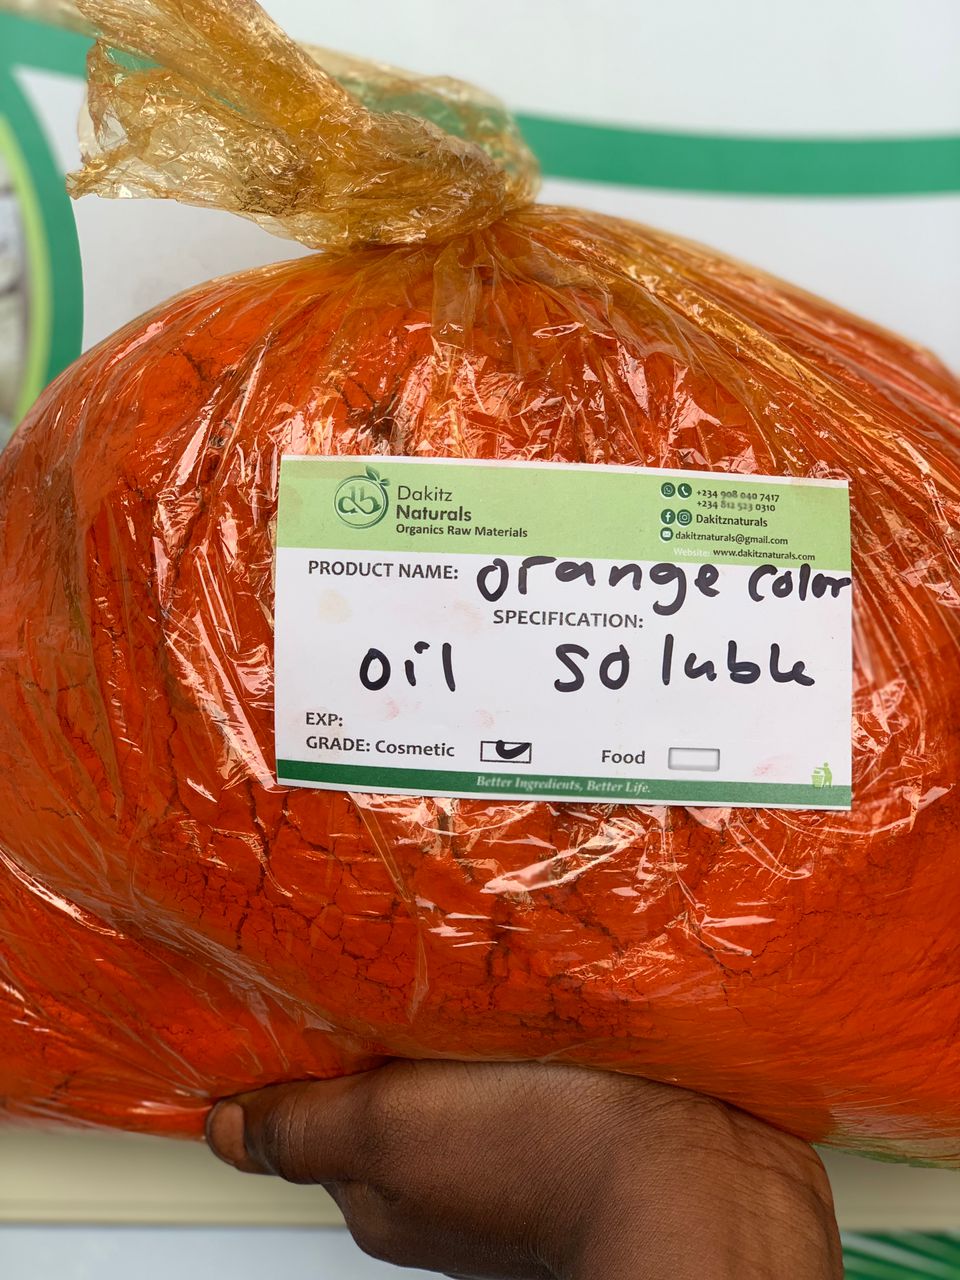 db
Dakitz
Naturals
Organics Raw Materials
+234 908 040 7417
+234 812 523 0310
Dakitznaturals
dakitznaturals@gmail.com
Website: www.dakitznaturals.com
PRODUCT NAME: orange color
SPECIFICATION:
oil soluble
EXP:
GRADE: Cosmetic Food
Better Ingredients, Better Life.